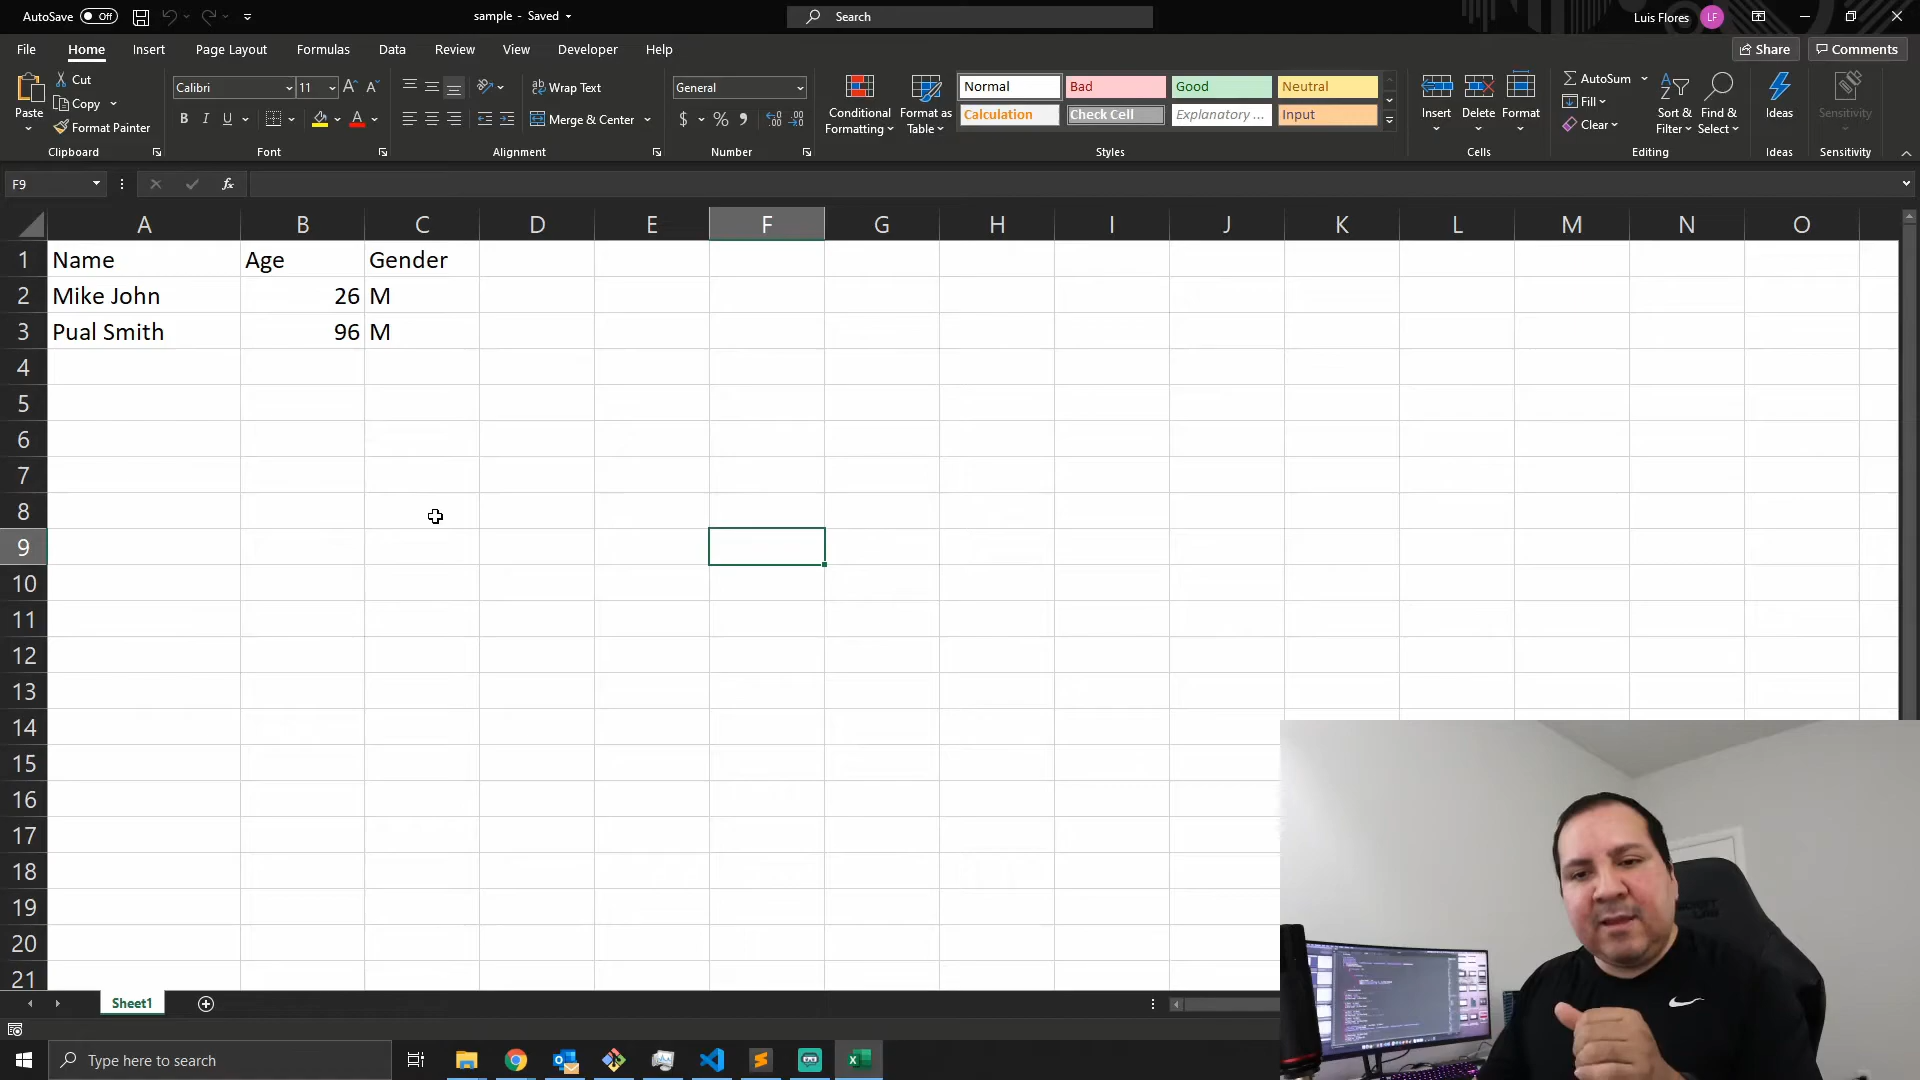 AutoSave Off sample - Saved Search Luis Flores LF
File Home Insert Page Layout Formulas Data Review View Developer Help Share Comments
Paste Cut Copy Format Painter Clipboard
Calibri 11 A A B I U A Font
ab Wrap Text Merge & Center Alignment
General $ % 9 Number
Conditional Formatting Format as Table Normal Bad Good Neutral
Calculation Check Cell Explanatory ... Input Styles
Insert Delete Format Cells
AutoSum Fill Clear Sort & Filter Find & Select Editing
Ideas Ideas
Sensitivity Sensitivity
F9 fx
A B C D E F G H I J K L M N O
1 Name Age Gender
2 Mike John 26 M
3 Pual Smith 96 M
4
5
6
7
8
9
10
11
12
13
14
15
16
17
18
19
20
21
Sheet1
Type here to search